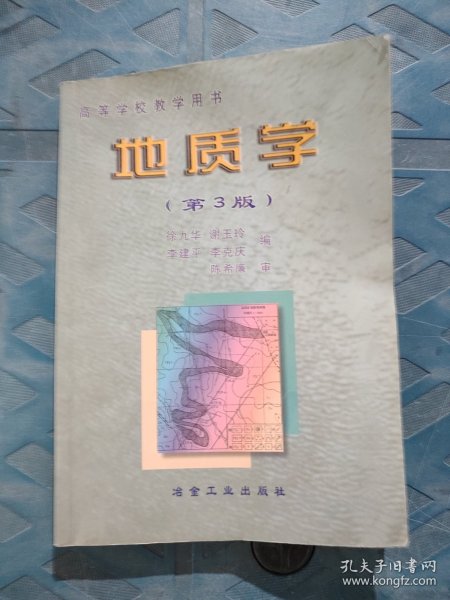 高等学校教学用书
地质学
(第3版)
徐九华 谢玉玲 编
李建平 李克庆
陈希廉 审
冶金工业出版社
孔夫子旧书网
www.kongfz.com